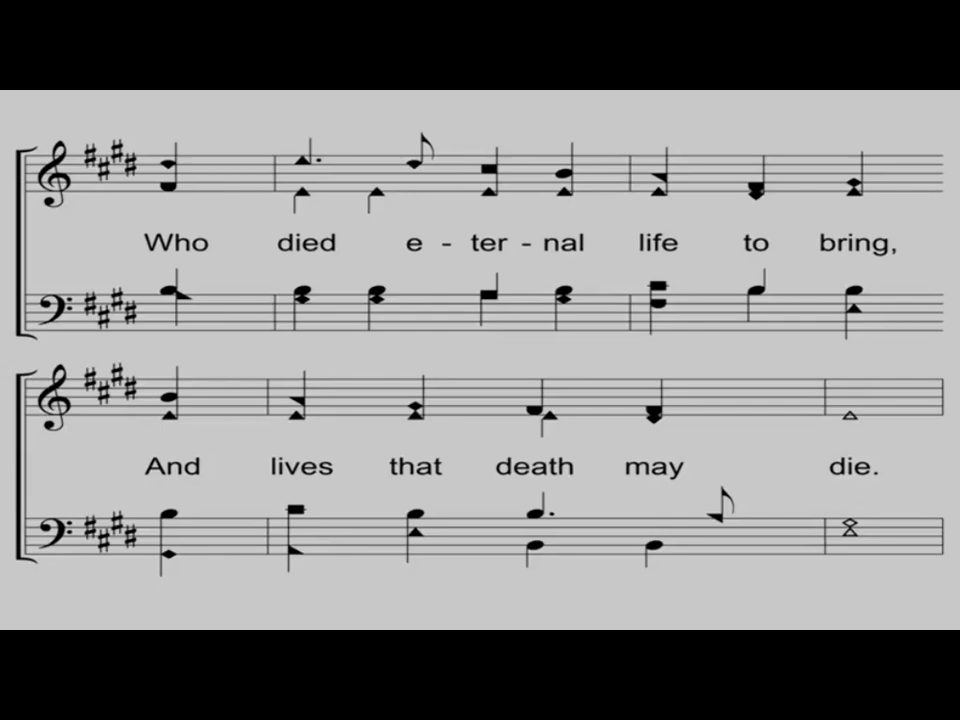 Who died e - ter - nal life to bring,
And lives that death may die.